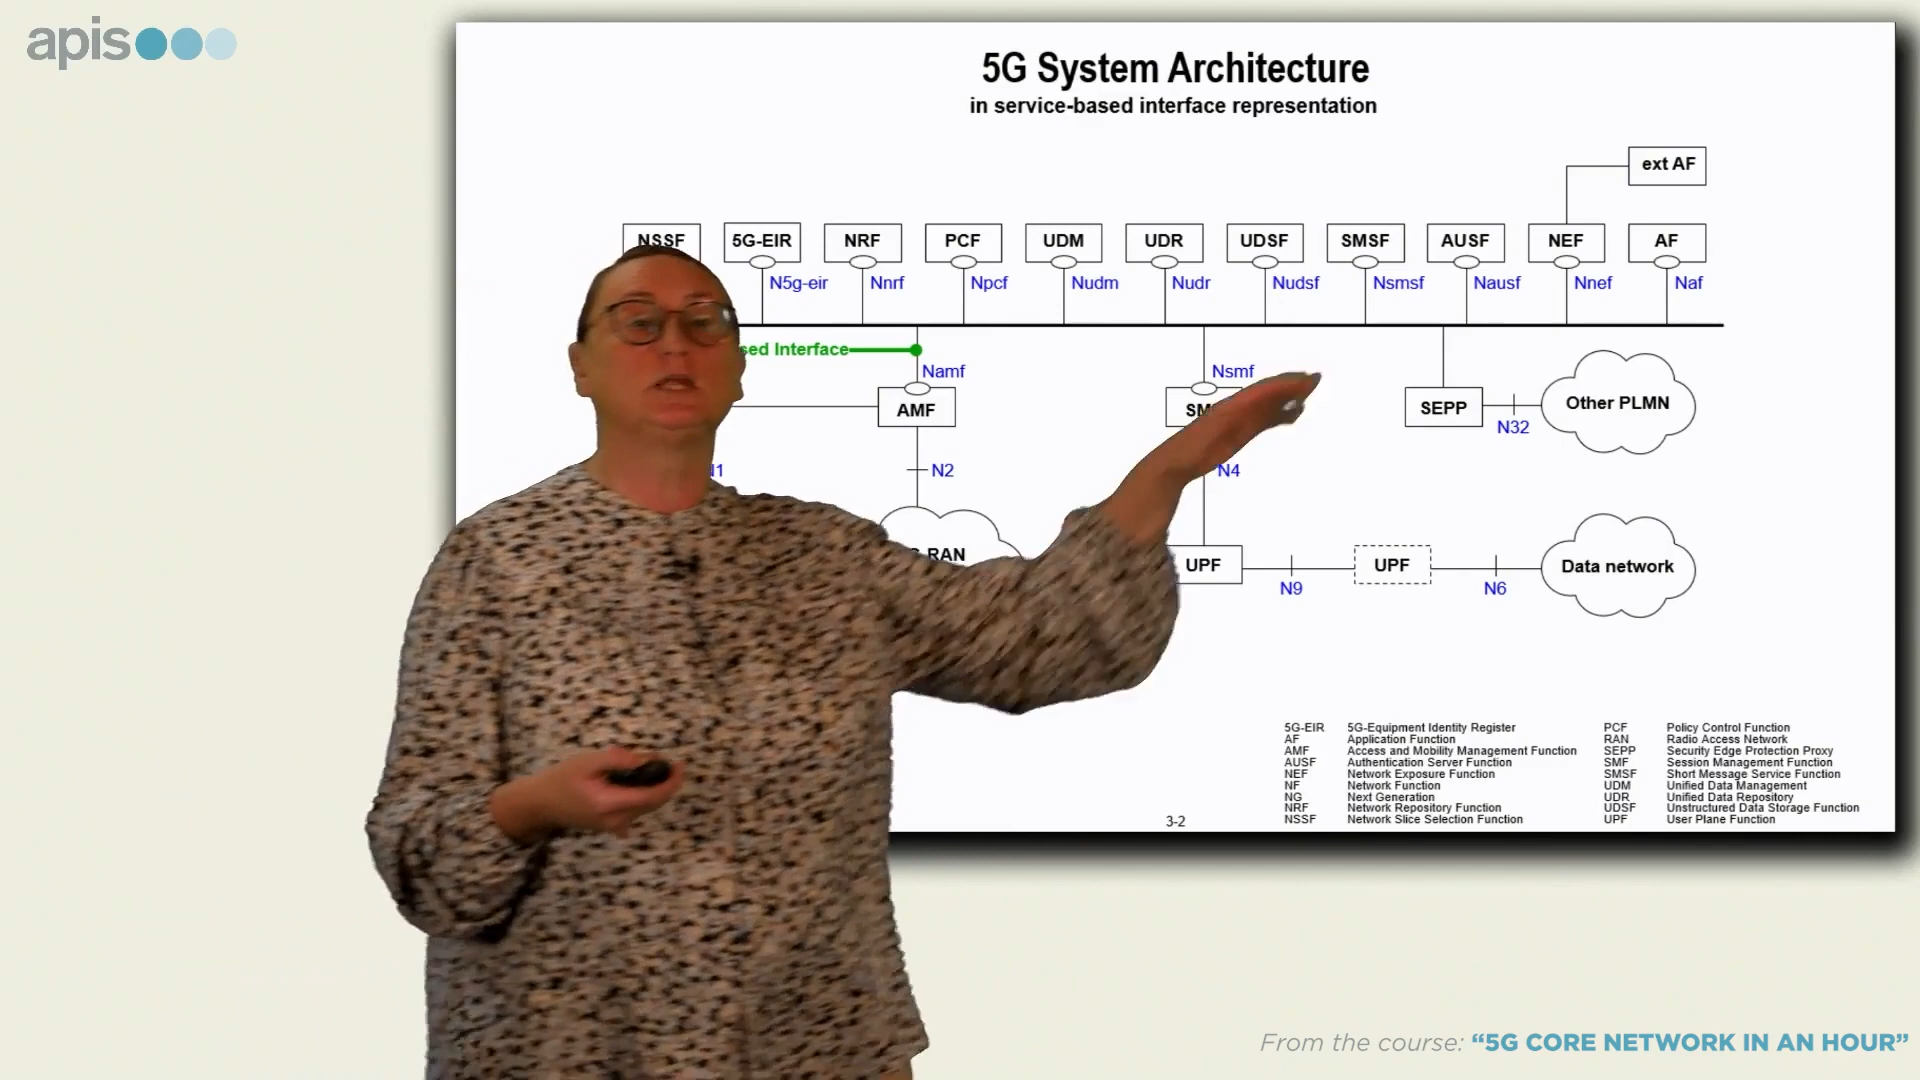 apis
5G System Architecture
in service-based interface representation
ext AF
NSSF 5G-EIR NRF PCF UDM UDR UDSF SMSF AUSF NEF AF
N5g-eir Nnrf Npcf Nudm Nudr Nudsf Nsmsf Nausf Nnef Naf
sed Interface
Namf Nsmf
AMF SM SEPP Other PLMN
N32
N1 N2 N4
RAN UPF UPF Data network
N9 N6
5G-EIR 5G-Equipment Identity Register PCF Policy Control Function
AF Application Function RAN Radio Access Network
AMF Access and Mobility Management Function SEPP Security Edge Protection Proxy
AUSF Authentication Server Function SMF Session Management Function
NEF Network Exposure Function SMSF Short Message Service Function
NF Network Function UDM Unified Data Management
NG Next Generation UDR Unified Data Repository
NRF Network Repository Function UDSF Unstructured Data Storage Function
NSSF Network Slice Selection Function UPF User Plane Function
3-2
From the course: “5G CORE NETWORK IN AN HOUR”